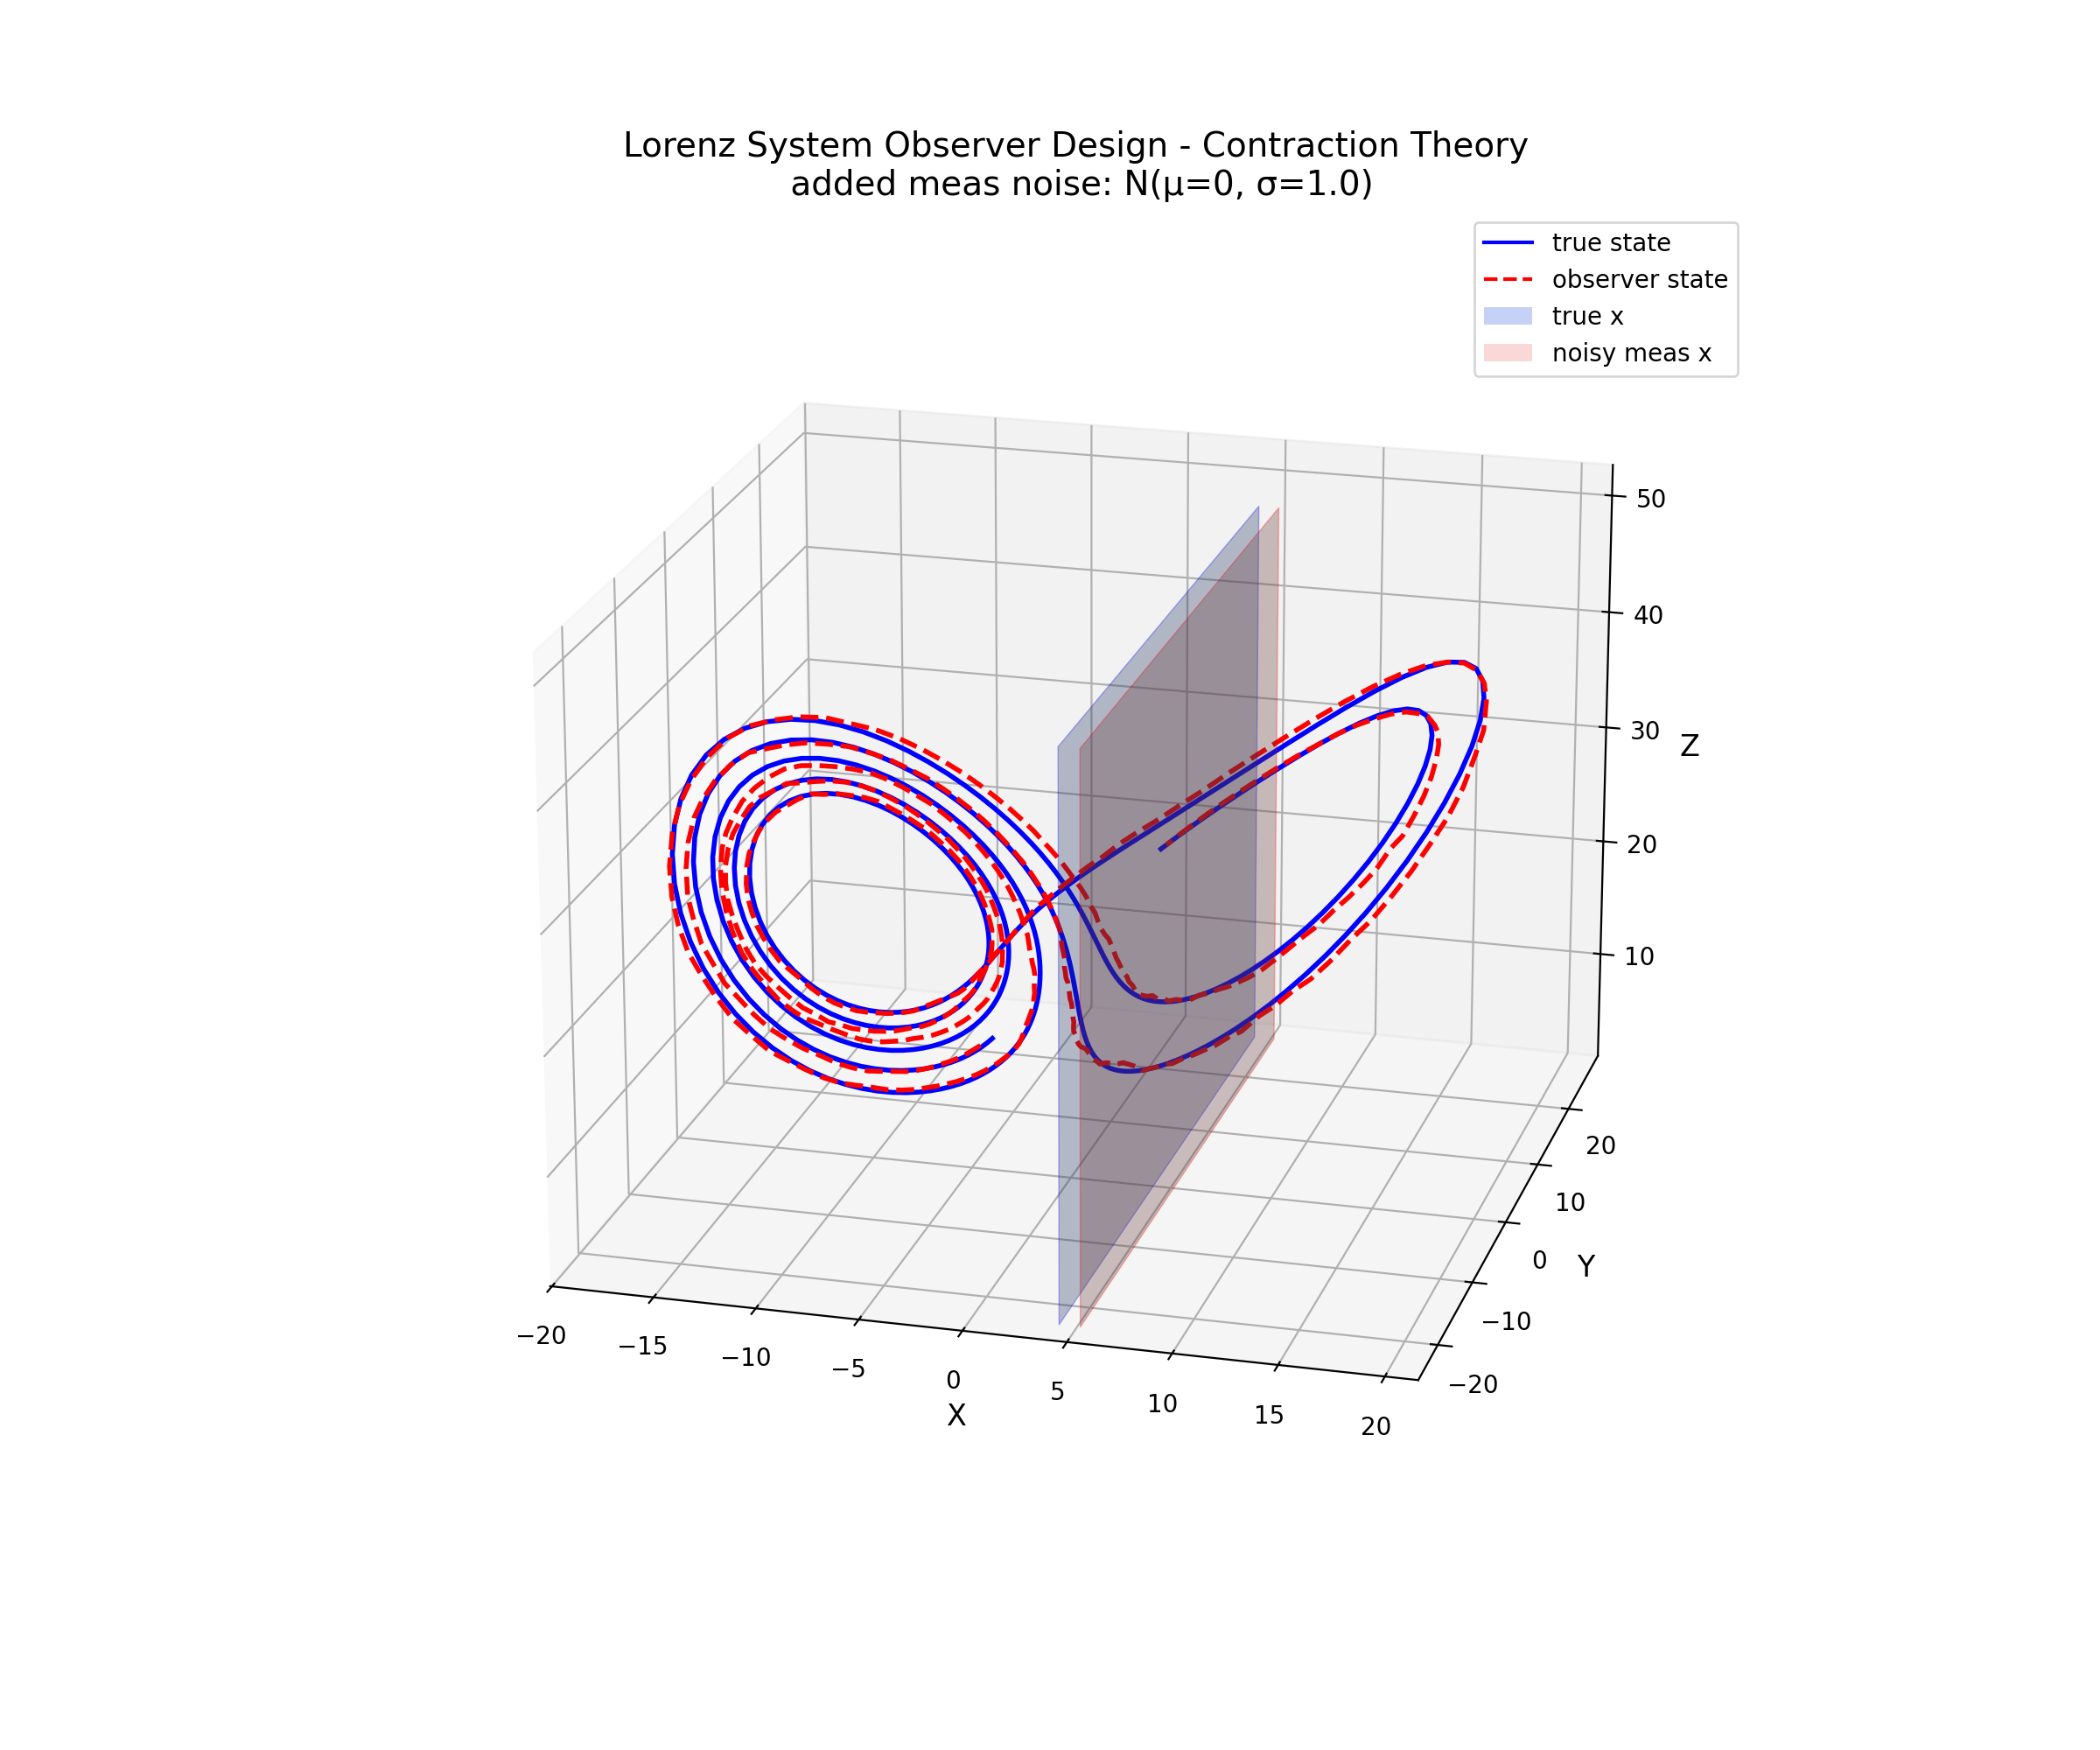 Lorenz System Observer Design - Contraction Theory
added meas noise: N(μ=0, σ=1.0)
true state
observer state
true x
noisy meas x
50
40
30
Z
20
10
20
10
0
Y
−10
−20
−20
−15
−10
−5
0
5
10
15
20
X